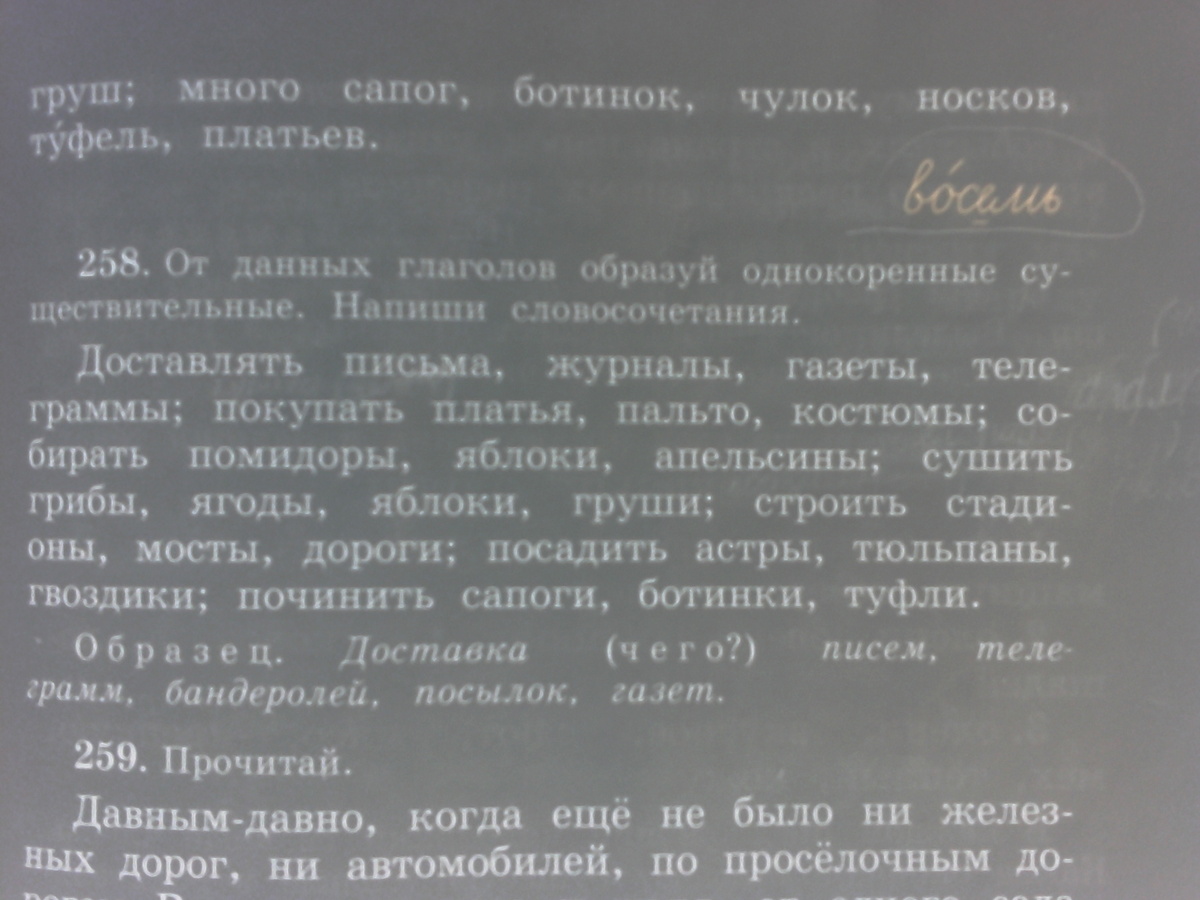 груш; много сапог, ботинок, чулок, носков,
ту́фель, платьев.
во́семь
258. От данных глаголов образуй однокоренные су-
ществительные. Напиши словосочетания.
Доставлять письма, журналы, газеты, теле-
граммы; покупать платья, пальто, костюмы; со-
бирать помидоры, яблоки, апельсины; сушить
грибы, ягоды, яблоки, груши; строить стади-
оны, мосты, дороги; посадить астры, тюльпаны,
гвоздики; починить сапоги, ботинки, туфли.
Образец. Доставка (чего?) писем, теле-
грамм, бандеролей, посылок, газет.
259. Прочитай.
Давным-давно, когда ещё не было ни желез-
ных дорог, ни автомобилей, по просёлочным до-